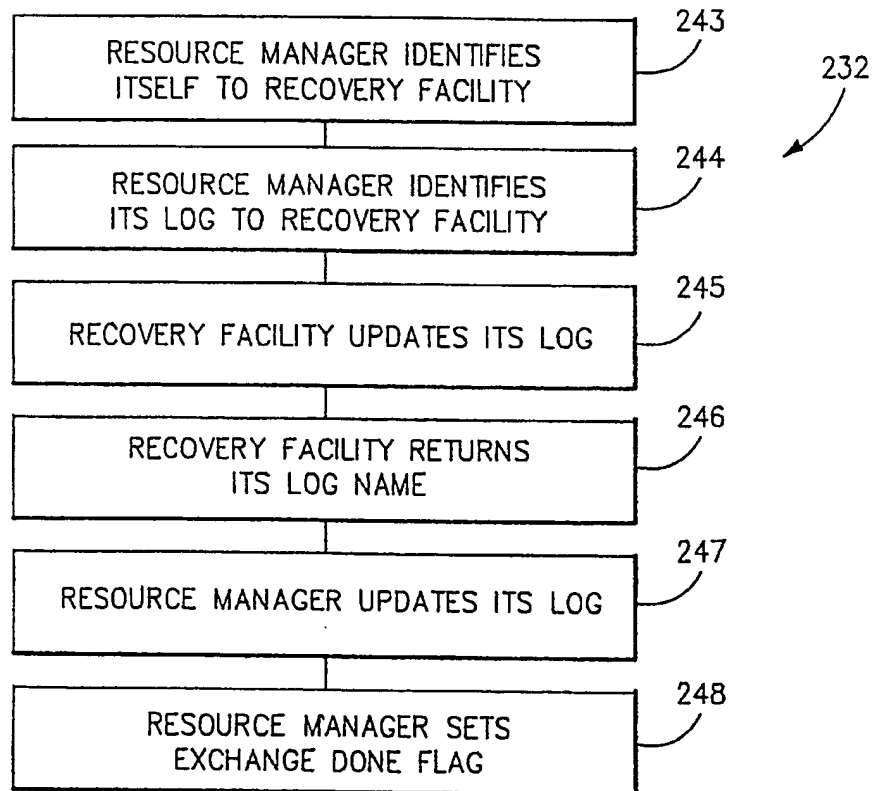 243
RESOURCE MANAGER IDENTIFIES
ITSELF TO RECOVERY FACILITY
232
244
RESOURCE MANAGER IDENTIFIES
ITS LOG TO RECOVERY FACILITY
245
RECOVERY FACILITY UPDATES ITS LOG
246
RECOVERY FACILITY RETURNS
ITS LOG NAME
247
RESOURCE MANAGER UPDATES ITS LOG
248
RESOURCE MANAGER SETS
EXCHANGE DONE FLAG